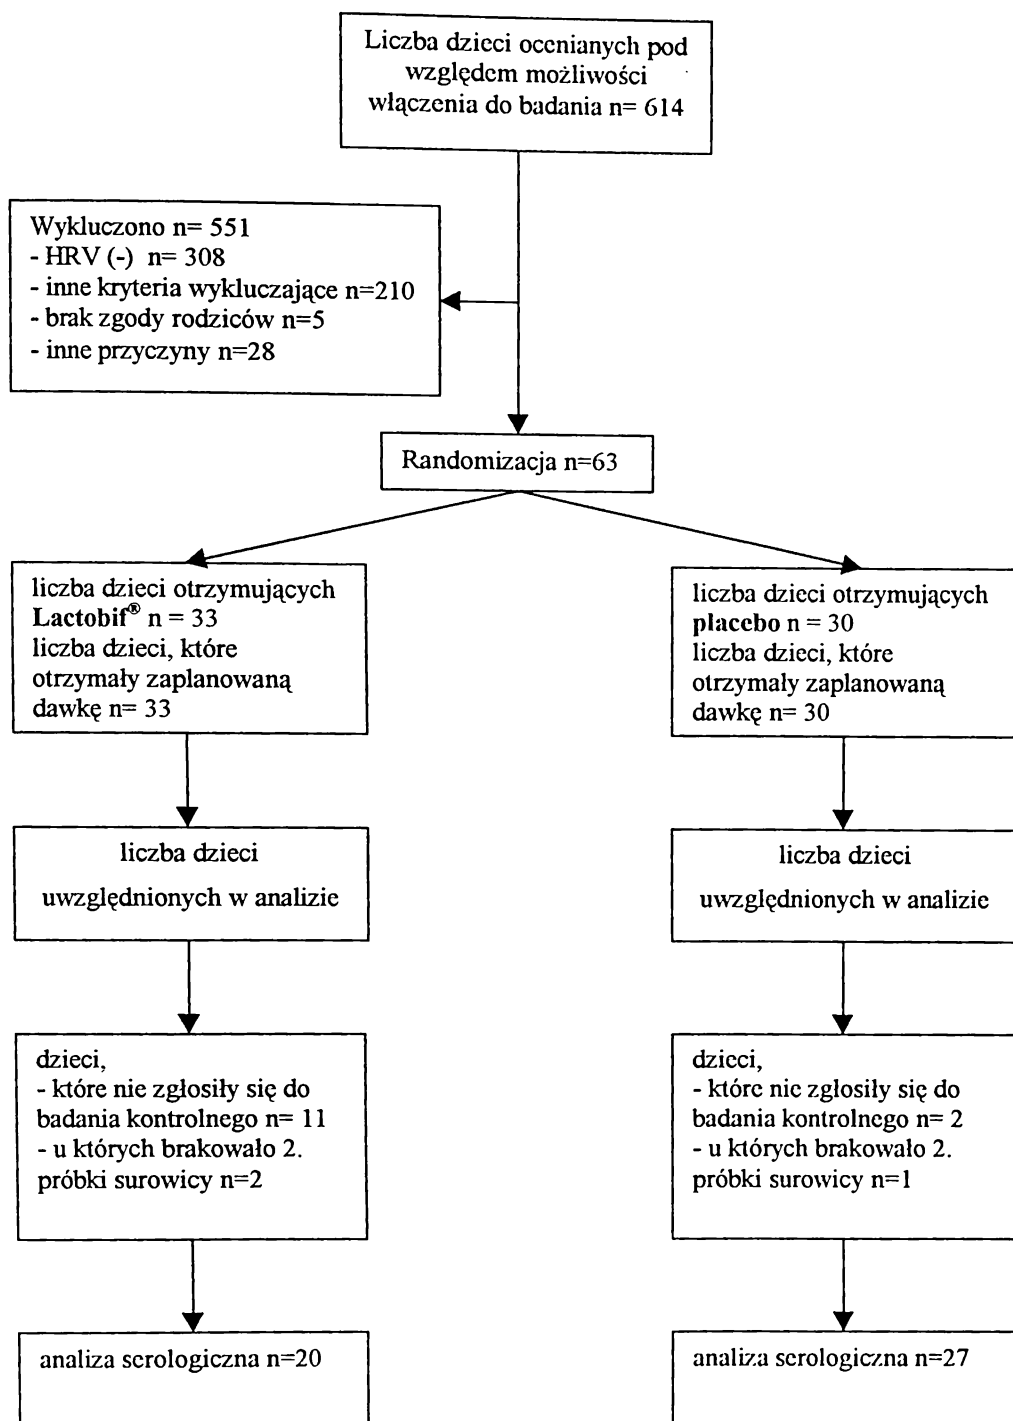 Liczba dzieci ocenianych pod
względem możliwości
włączenia do badania n= 614
Wykluczono n= 551
- HRV (-) n= 308
- inne kryteria wykluczające n=210
- brak zgody rodziców n=5
- inne przyczyny n=28
Randomizacja n=63
liczba dzieci otrzymujących
Lactobif® n = 33
liczba dzieci, które
otrzymały zaplanowaną
dawkę n= 33
liczba dzieci otrzymujących
placebo n = 30
liczba dzieci, które
otrzymały zaplanowaną
dawkę n= 30
liczba dzieci
uwzględnionych w analizie
liczba dzieci
uwzględnionych w analizie
dzieci,
- które nie zgłosiły się do
badania kontrolnego n= 11
- u których brakowało 2.
próbki surowicy n=2
dzieci,
- które nie zgłosiły się do
badania kontrolnego n= 2
- u których brakowało 2.
próbki surowicy n=1
analiza serologiczna n=20
analiza serologiczna n=27